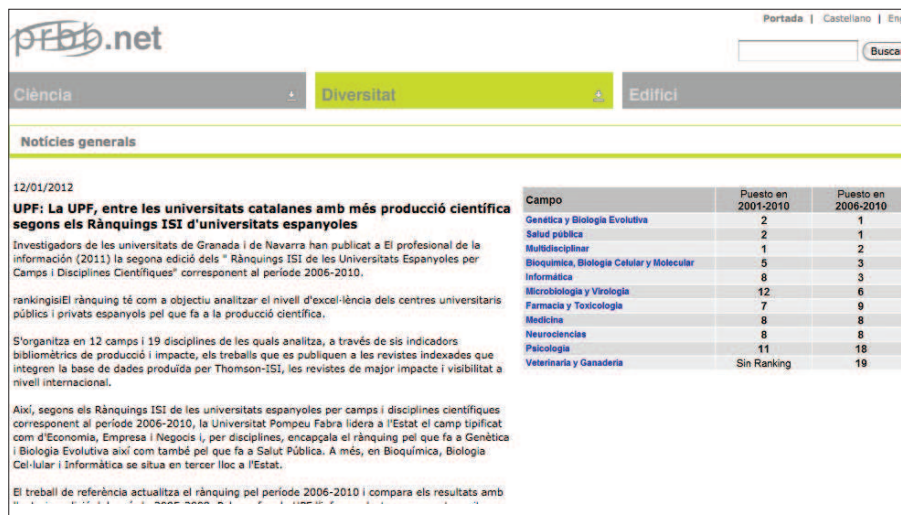 prbb.net
Portada | Castellano | Eng
Buscar
Ciència
Diversitat
Edifici
Notícies generals
12/01/2012
UPF: La UPF, entre les universitats catalanes amb més producció científica
segons els Rànquings ISI d'universitats espanyoles
Investigadors de les universitats de Granada i de Navarra han publicat a El profesional de la
información (2011) la segona edició dels " Rànquings ISI de les Universitats Espanyoles per
Camps i Disciplines Científiques" corresponent al període 2006-2010.
rankingisiEl rànquing té com a objectiu analitzar el nivell d'excel·lència dels centres universitaris
públics i privats espanyols pel que fa a la producció científica.
S'organitza en 12 camps i 19 disciplines de les quals analitza, a través de sis indicadors
bibliomètrics de producció i impacte, els treballs que es publiquen a les revistes indexades que
integren la base de dades produïda per Thomson-ISI, les revistes de major impacte i visibilitat a
nivell internacional.
Així, segons els Rànquings ISI de les universitats espanyoles per camps i disciplines científiques
corresponent al període 2006-2010, la Universitat Pompeu Fabra lidera a l'Estat el camp tipificat
com d'Economia, Empresa i Negocis i, per disciplines, encapçala el rànquing pel que fa a Genètica
i Biologia Evolutiva així com també pel que fa a Salut Pública. A més, en Bioquímica, Biologia
Cel·lular i Informàtica se situa en tercer lloc a l'Estat.
El treball de referència actualitza el rànquing pel període 2006-2010 i compara els resultats amb
Campo Puesto en 2001-2010 Puesto en 2006-2010
Genética y Biología Evolutiva 2 1
Salud pública 2 1
Multidisciplinar 1 2
Bioquímica, Biología Celular y Molecular 5 3
Informática 8 3
Microbiología y Virología 12 6
Farmacia y Toxicología 7 9
Medicina 8 8
Neurociencias 8 8
Psicología 11 18
Veterinaria y Ganadería Sin Ranking 19